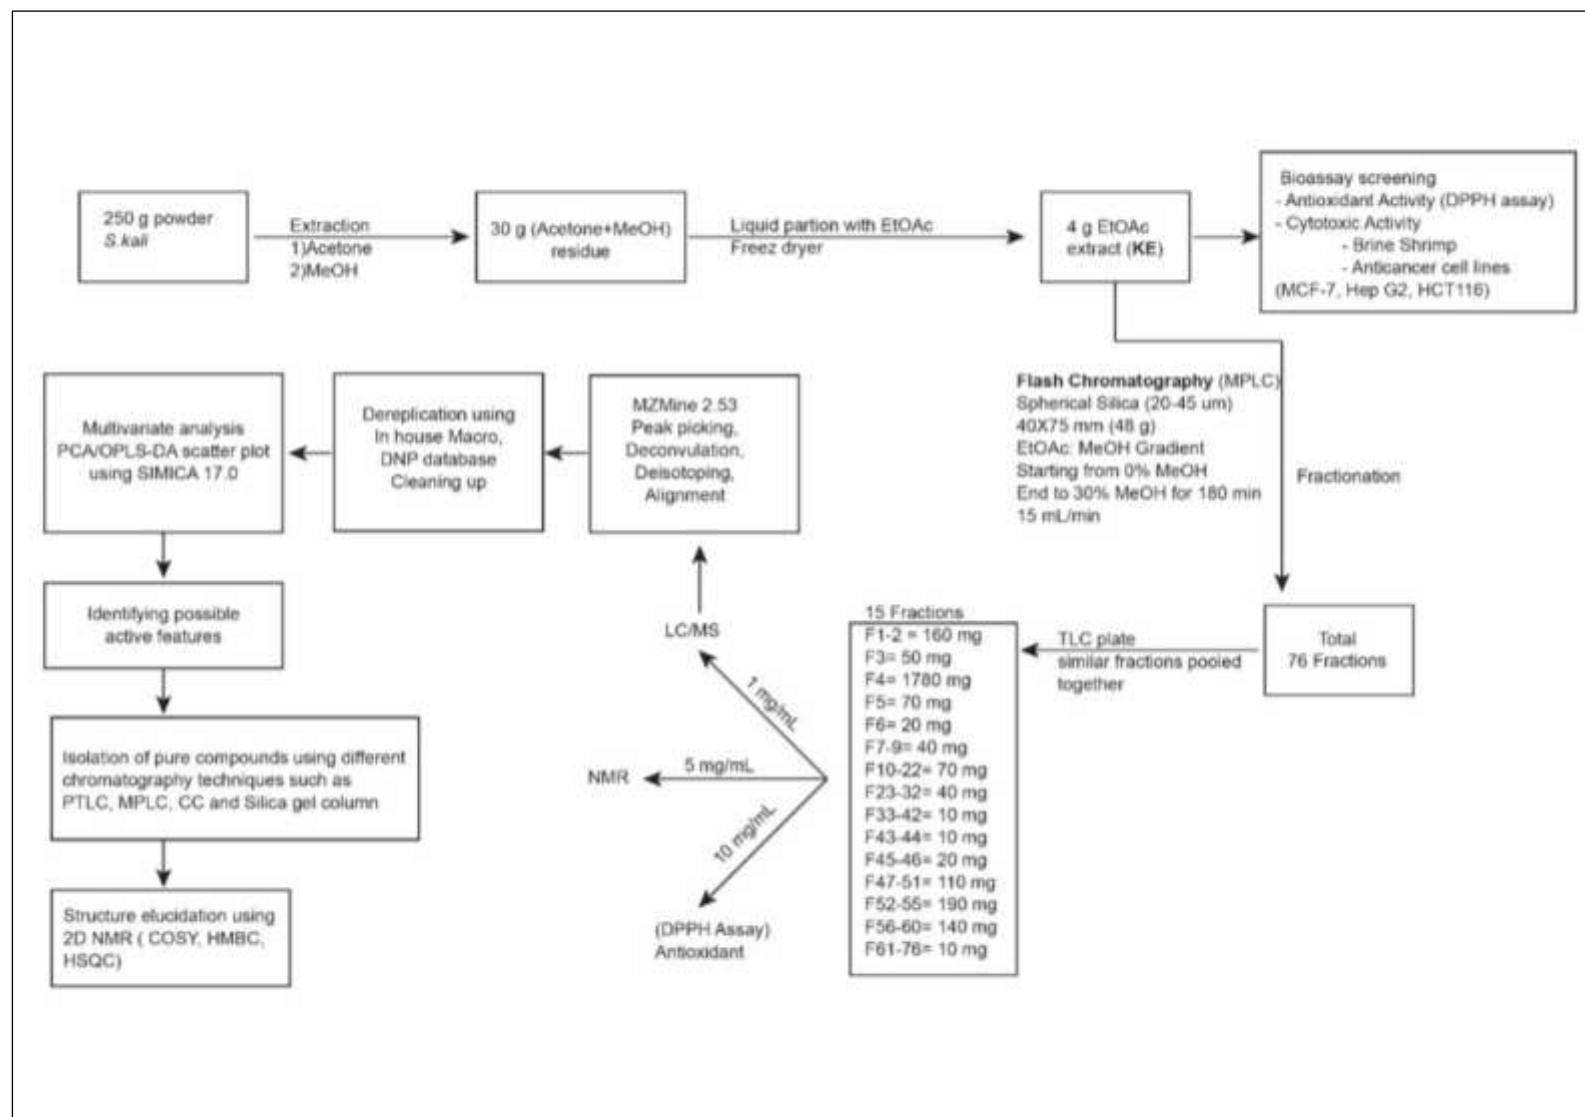 250 g powder
S.kali
Extraction
1)Acetone
2)MeOH
30 g (Acetone+MeOH)
residue
Liquid partion with EtOAc
Freez dryer
4 g EtOAc
extract (KE)
Bioassay screening
- Antioxidant Activity (DPPH assay)
- Cytotoxic Activity
- Brine Shrimp
- Anticancer cell lines
(MCF-7, Hep G2, HCT116)
Flash Chromatography (MPLC)
Spherical Silica (20-45 um)
40X75 mm (48 g)
EtOAc: MeOH Gradient
Starting from 0% MeOH
End to 30% MeOH for 180 min
15 mL/min
Fractionation
Total
76 Fractions
TLC plate
similar fractions pooled
together
15 Fractions
F1-2 = 160 mg
F3= 50 mg
F4= 1780 mg
F5= 70 mg
F6= 20 mg
F7-9= 40 mg
F10-22= 70 mg
F23-32= 40 mg
F33-42= 10 mg
F43-44= 10 mg
F45-46= 20 mg
F47-51= 110 mg
F52-55= 190 mg
F56-60= 140 mg
F61-76= 10 mg
1 mg/mL
5 mg/mL
10 mg/mL
LC/MS
NMR
(DPPH Assay)
Antioxidant
MZMine 2.53
Peak picking,
Deconvulation,
Deisotoping,
Alignment
Dereplication using
In house Macro,
DNP database
Cleaning up
Multivariate analysis
PCA/OPLS-DA scatter plot
using SIMICA 17.0
Identifying possible
active features
Isolation of pure compounds using different
chromatography techniques such as
PTLC, MPLC, CC and Silica gel column
Structure elucidation using
2D NMR ( COSY, HMBC,
HSQC)